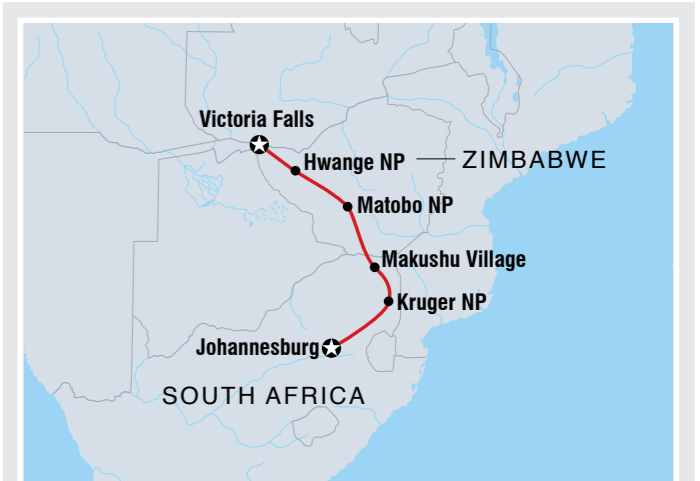 Victoria Falls
Hwange NP
ZIMBABWE
Matobo NP
Makushu Village
Kruger NP
Johannesburg
SOUTH AFRICA